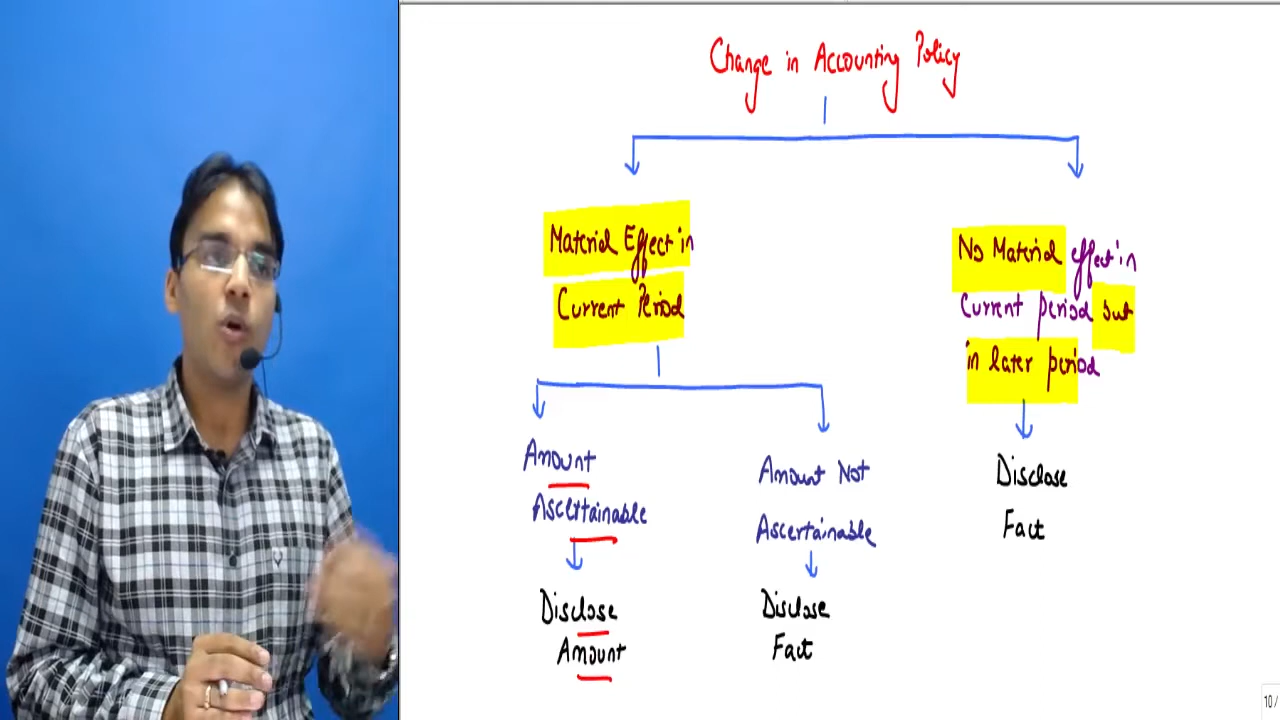 Change in Accounting Policy
Material Effect in
Current Period
No Material effect in
Current period but
in later period
Amount
Ascertainable
Amount Not
Ascertainable
Disclose
Fact
Disclose
Amount
Disclose
Fact
10/